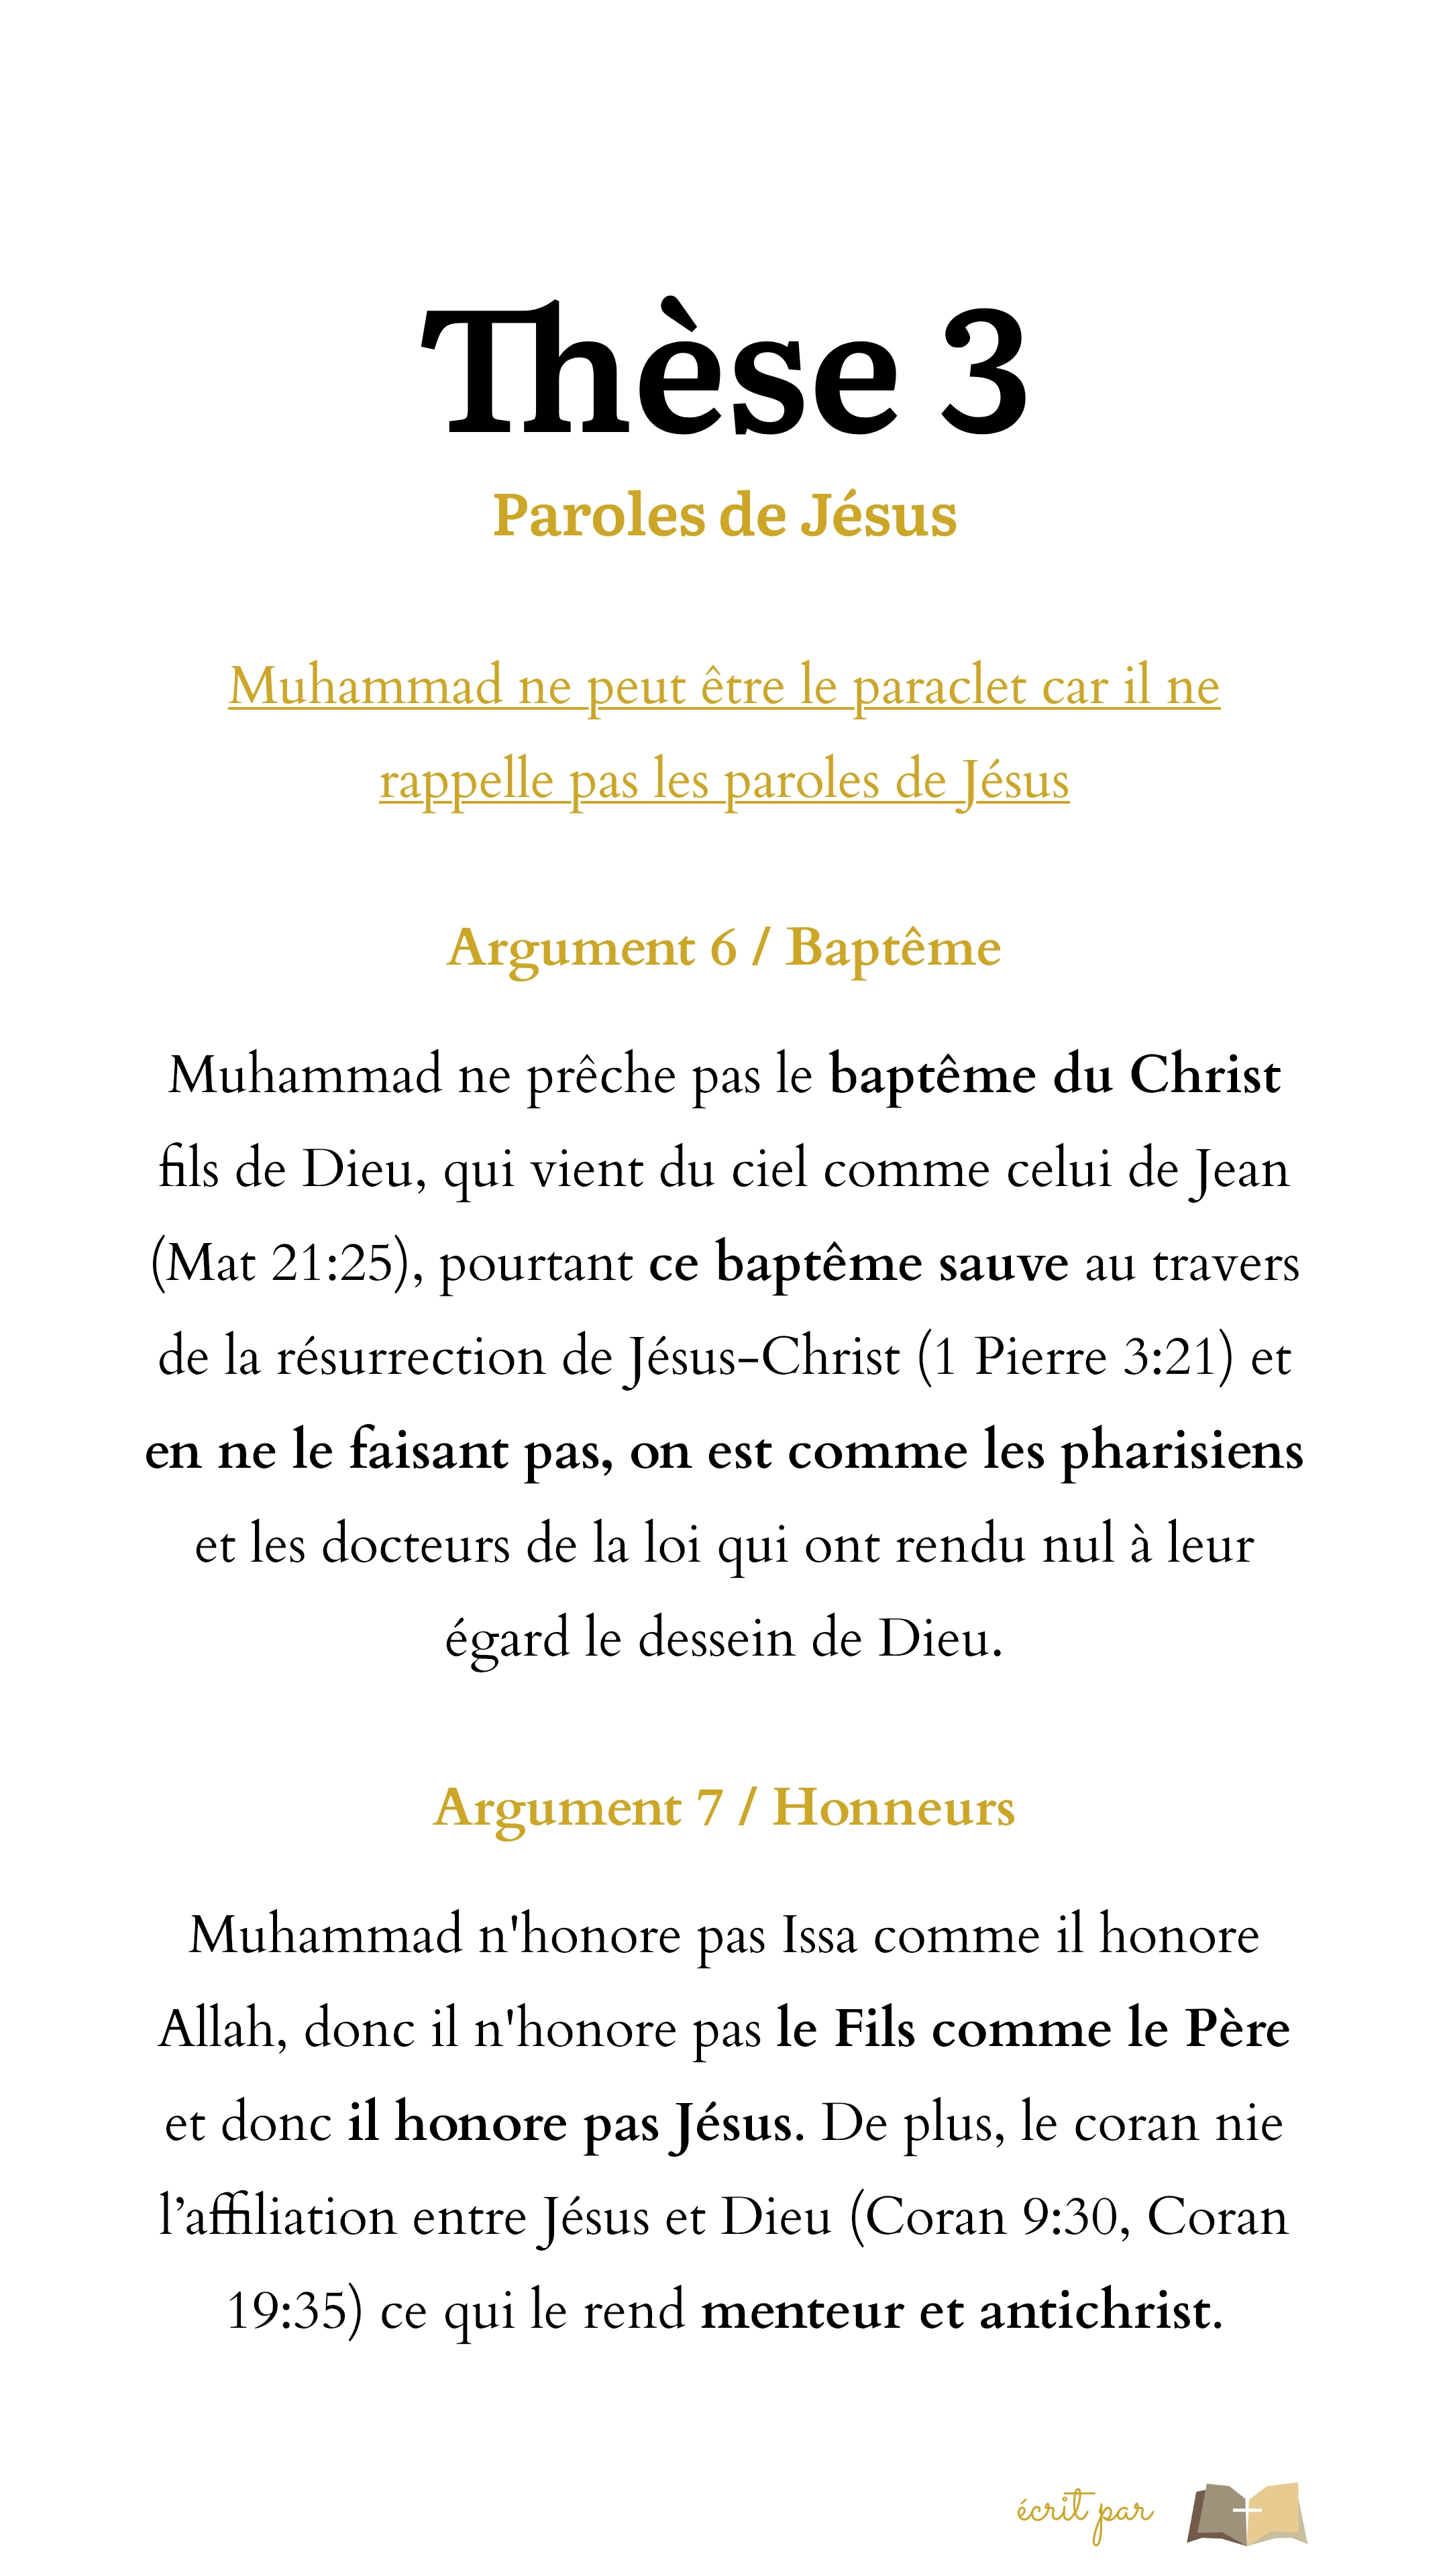 Thèse 3
Paroles de Jésus
Muhammad ne peut être le paraclet car il ne
rappelle pas les paroles de Jésus
Argument 6 / Baptême
Muhammad ne prêche pas le baptême du Christ
fils de Dieu, qui vient du ciel comme celui de Jean
(Mat 21:25), pourtant ce baptême sauve au travers
de la résurrection de Jésus-Christ (1 Pierre 3:21) et
en ne le faisant pas, on est comme les pharisiens
et les docteurs de la loi qui ont rendu nul à leur
égard le dessein de Dieu.
Argument 7 / Honneurs
Muhammad n'honore pas Issa comme il honore
Allah, donc il n'honore pas le Fils comme le Père
et donc il honore pas Jésus. De plus, le coran nie
l’affiliation entre Jésus et Dieu (Coran 9:30, Coran
19:35) ce qui le rend menteur et antichrist.
écrit par